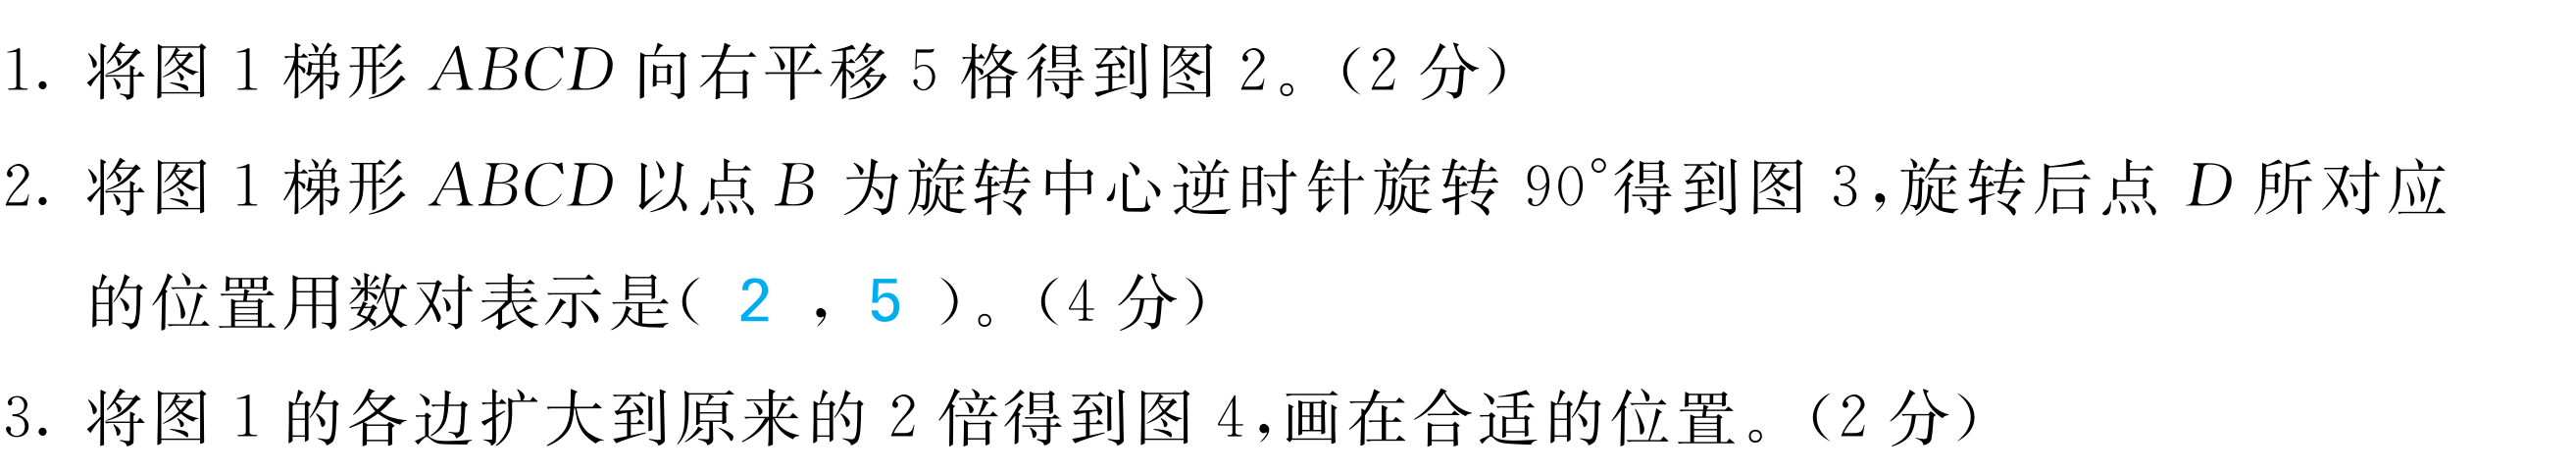 1. 将图 1 梯形 ABCD 向右平移 5 格得到图 2。(2 分)
2. 将图 1 梯形 ABCD 以点 B 为旋转中心逆时针旋转 90°得到图 3,旋转后点 D 所对应
的位置用数对表示是( 2 , 5 )。(4 分)
3. 将图 1 的各边扩大到原来的 2 倍得到图 4,画在合适的位置。(2 分)